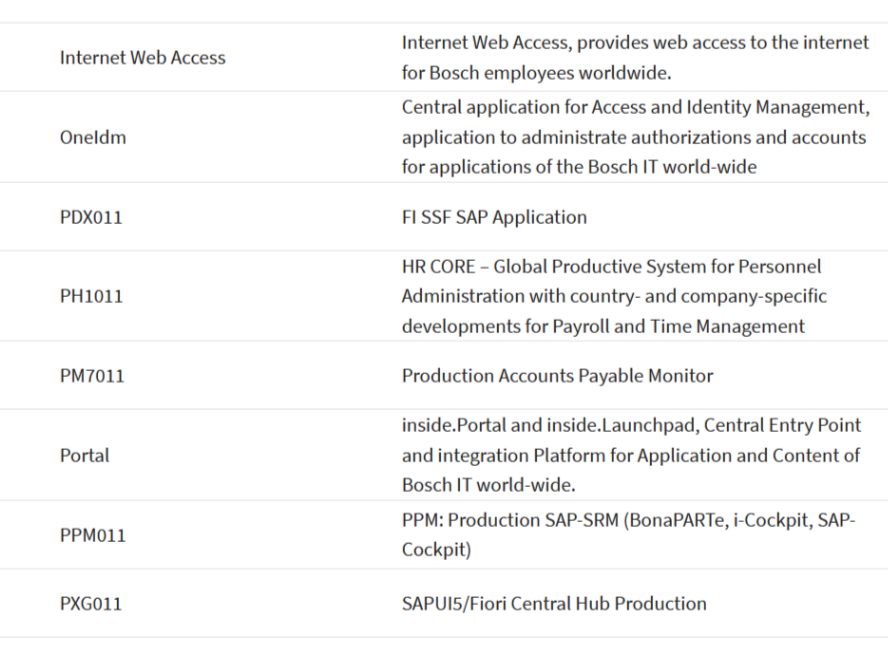 Internet Web Access
Internet Web Access, provides web access to the internet
for Bosch employees worldwide.
OneIdm
Central application for Access and Identity Management,
application to administrate authorizations and accounts
for applications of the Bosch IT world-wide
PDX011
FI SSF SAP Application
PH1011
HR CORE – Global Productive System for Personnel
Administration with country- and company-specific
developments for Payroll and Time Management
PM7011
Production Accounts Payable Monitor
Portal
inside.Portal and inside.Launchpad, Central Entry Point
and integration Platform for Application and Content of
Bosch IT world-wide.
PPM011
PPM: Production SAP-SRM (BonaPARTe, i-Cockpit, SAP-
Cockpit)
PXG011
SAPUI5/Fiori Central Hub Production